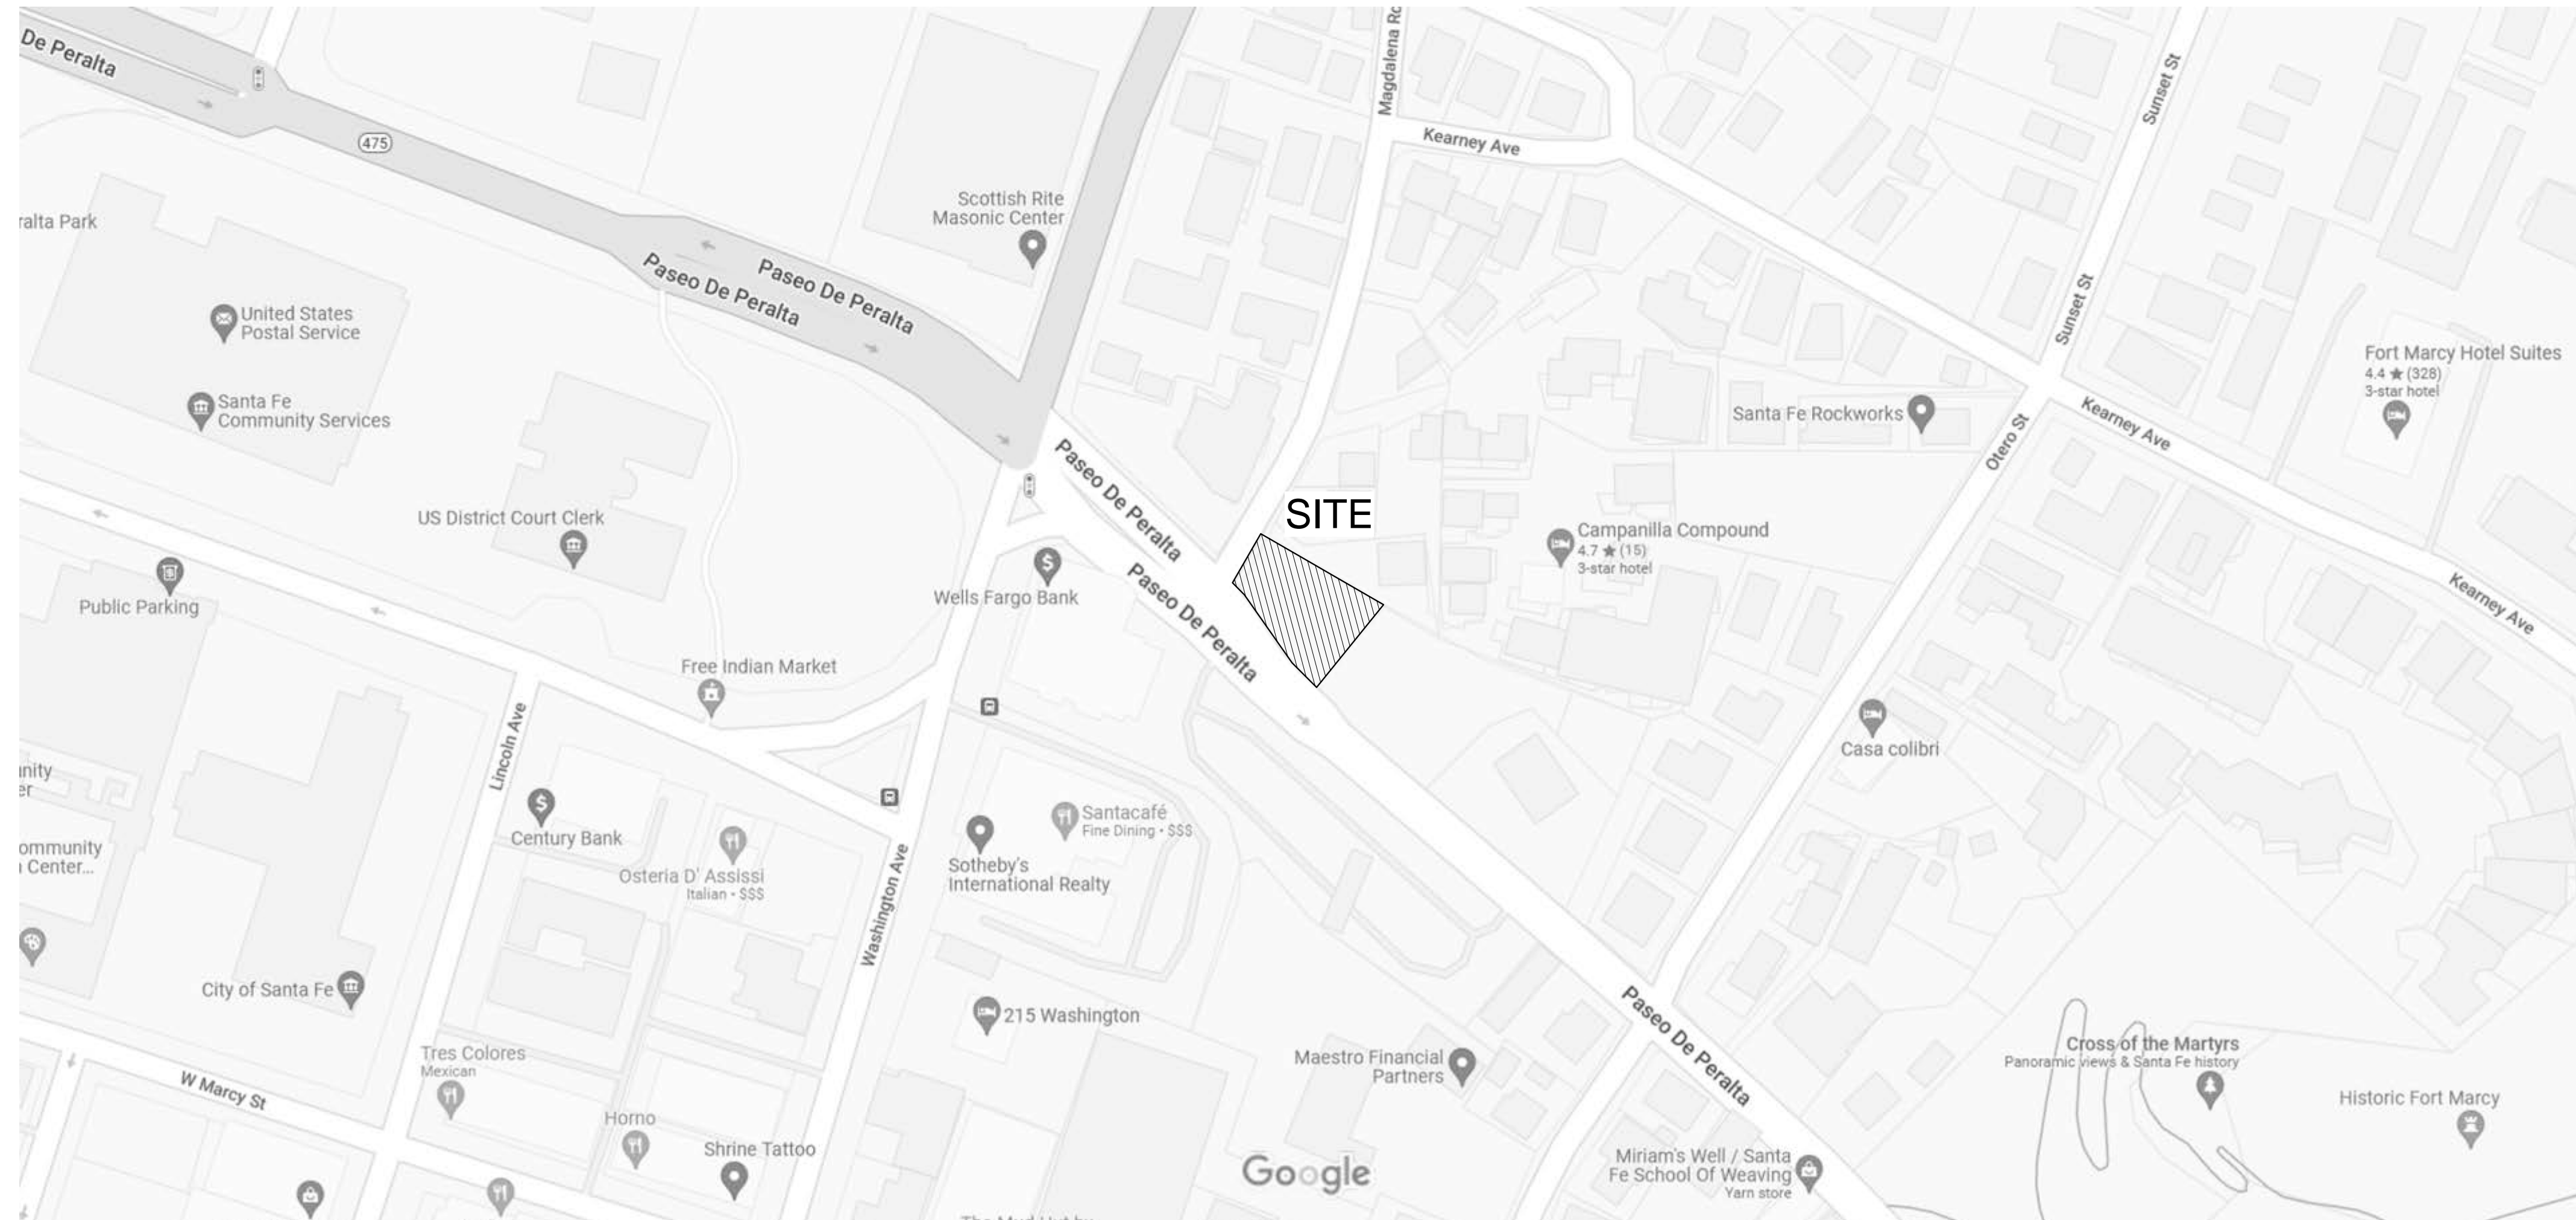 De Peralta
475
Magdalena Rd
Sunset St
Kearney Ave
Scottish Rite
Masonic Center
ralta Park
Paseo De Peralta
Paseo De Peralta
United States
Postal Service
Sunset St
Fort Marcy Hotel Suites
4.4 ★ (328)
3-star hotel
Santa Fe
Community Services
Santa Fe Rockworks
Kearney Ave
Otero St
Paseo De Peralta
SITE
US District Court Clerk
Campanilla Compound
4.7 ★ (15)
3-star hotel
Public Parking
Wells Fargo Bank
Paseo De Peralta
Kearney Ave
Free Indian Market
Lincoln Ave
Casa colibri
Century Bank
Santacafé
Fine Dining • $$$
Sotheby's
International Realty
ommunity
Center...
Osteria D' Assissi
Italian • $$$
Washington Ave
City of Santa Fe
215 Washington
Paseo De Peralta
Cross of the Martyrs
Panoramic views & Santa Fe history
Tres Colores
Mexican
Maestro Financial
Partners
W Marcy St
Historic Fort Marcy
Horno
Shrine Tattoo
Google
Miriam's Well / Santa
Fe School Of Weaving
Yarn store